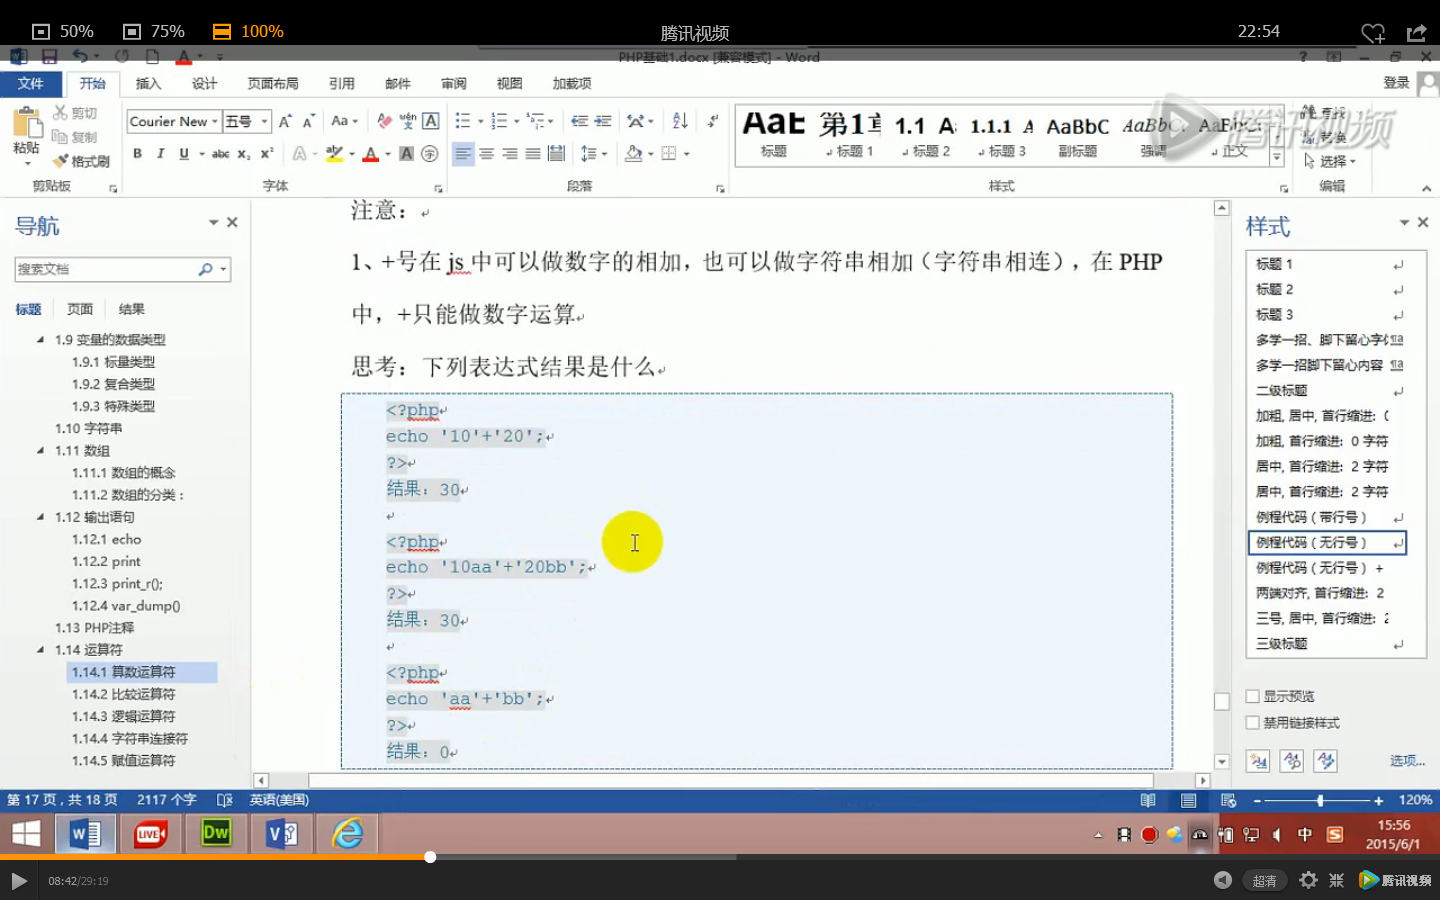 50% 75% 100% 腾讯视频 22:54
PHP基础1.docx [兼容模式] - Word
文件 开始 插入 设计 页面布局 引用 邮件 审阅 视图 加载项 登录
剪切
复制
格式刷
粘贴
剪贴板
Courier New 五号
字体
段落
AaBbC
标题
第1章
标题 1
1.1 A
标题 2
1.1.1 A
标题 3
AaBbC
副标题
AaBbC
强调
正文
样式
查找
替换
选择
编辑
腾讯视频
导航
搜索文档
标题 页面 结果
1.9 变量的数据类型
1.9.1 标量类型
1.9.2 复合类型
1.9.3 特殊类型
1.10 字符串
1.11 数组
1.11.1 数组的概念
1.11.2 数组的分类：
1.12 输出语句
1.12.1 echo
1.12.2 print
1.12.3 print_r();
1.12.4 var_dump()
1.13 PHP注释
1.14 运算符
1.14.1 算数运算符
1.14.2 比较运算符
1.14.3 逻辑运算符
1.14.4 字符串连接符
1.14.5 赋值运算符
注意：
1、+号在 js 中可以做数字的相加，也可以做字符串相加（字符串相连），在 PHP
中，+只能做数字运算
思考：下列表达式结果是什么
<?php
echo '10'+'20';
?>
结果：30
<?php
echo '10aa'+'20bb';
?>
结果：30
<?php
echo 'aa'+'bb';
?>
结果：0
样式
标题 1
标题 2
标题 3
多学一招、脚下留心字体
多学一招脚下留心内容
二级标题
加粗, 居中, 首行缩进: 0
加粗, 首行缩进: 0 字符
居中, 首行缩进: 2 字符
居中, 首行缩进: 2 字符
例程代码（带行号）
例程代码（无行号）
例程代码（无行号） +
两端对齐, 首行缩进: 2
三号, 居中, 首行缩进: 2
三级标题
显示预览
禁用链接样式
选项...
第 17 页，共 18 页 2117 个字 英语(美国) 120%
LIVE Dw 中 S
15:56
2015/6/1
08:42/29:19 超清 腾讯视频